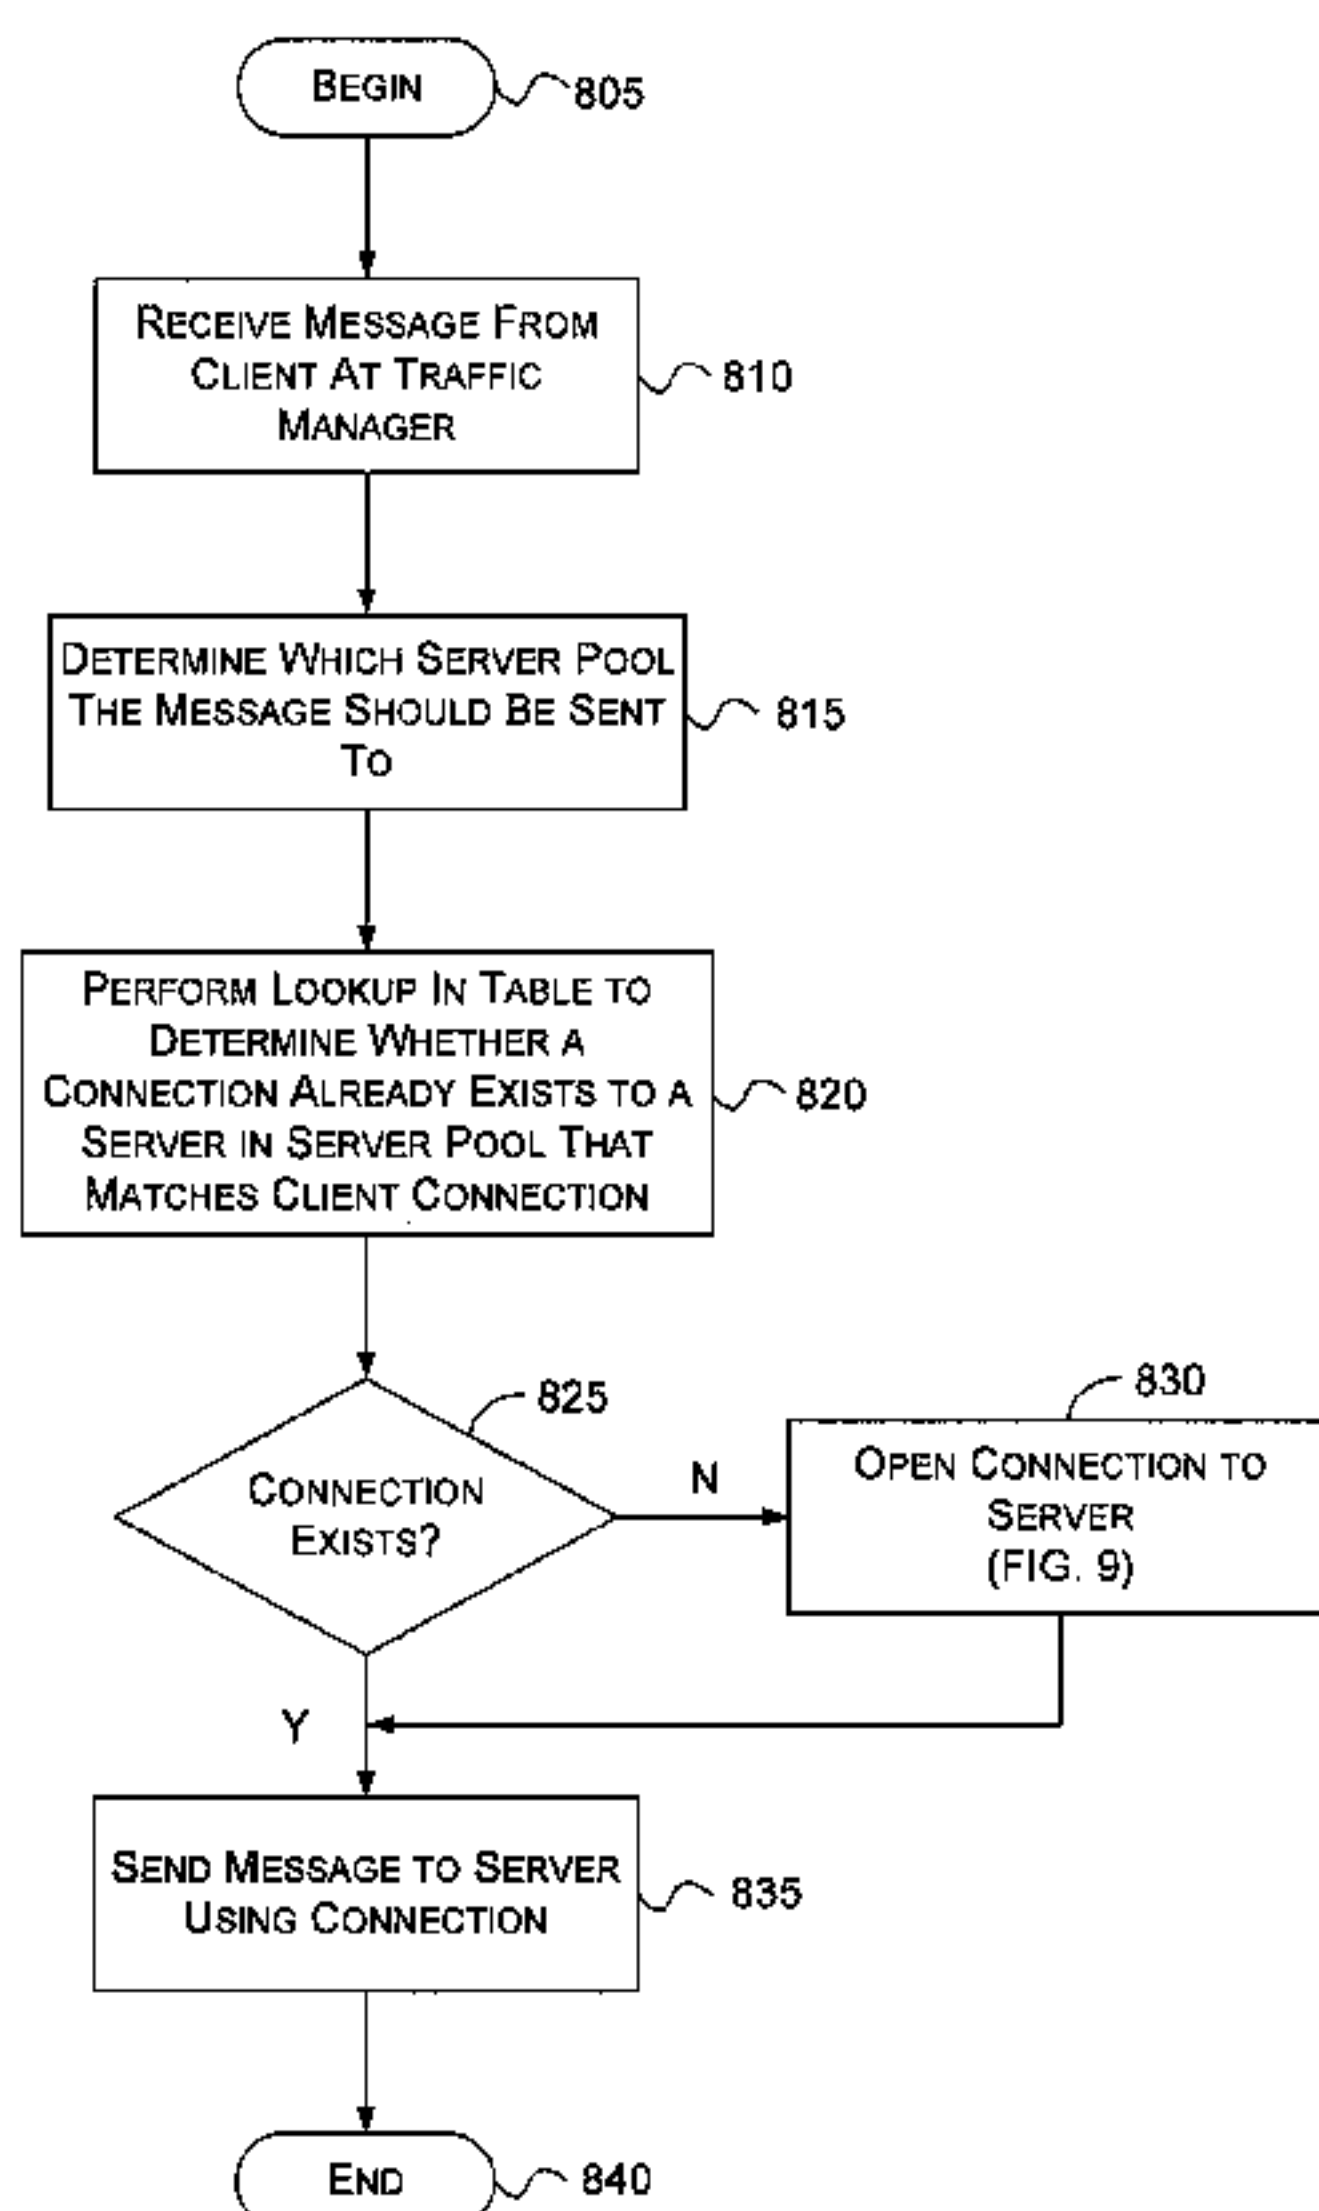 BEGIN
805
RECEIVE MESSAGE FROM
CLIENT AT TRAFFIC
MANAGER
810
DETERMINE WHICH SERVER POOL
THE MESSAGE SHOULD BE SENT
TO
815
PERFORM LOOKUP IN TABLE TO
DETERMINE WHETHER A
CONNECTION ALREADY EXISTS TO A
SERVER IN SERVER POOL THAT
MATCHES CLIENT CONNECTION
820
CONNECTION
EXISTS?
825
N
830
OPEN CONNECTION TO
SERVER
(FIG. 9)
Y
SEND MESSAGE TO SERVER
USING CONNECTION
835
END
840